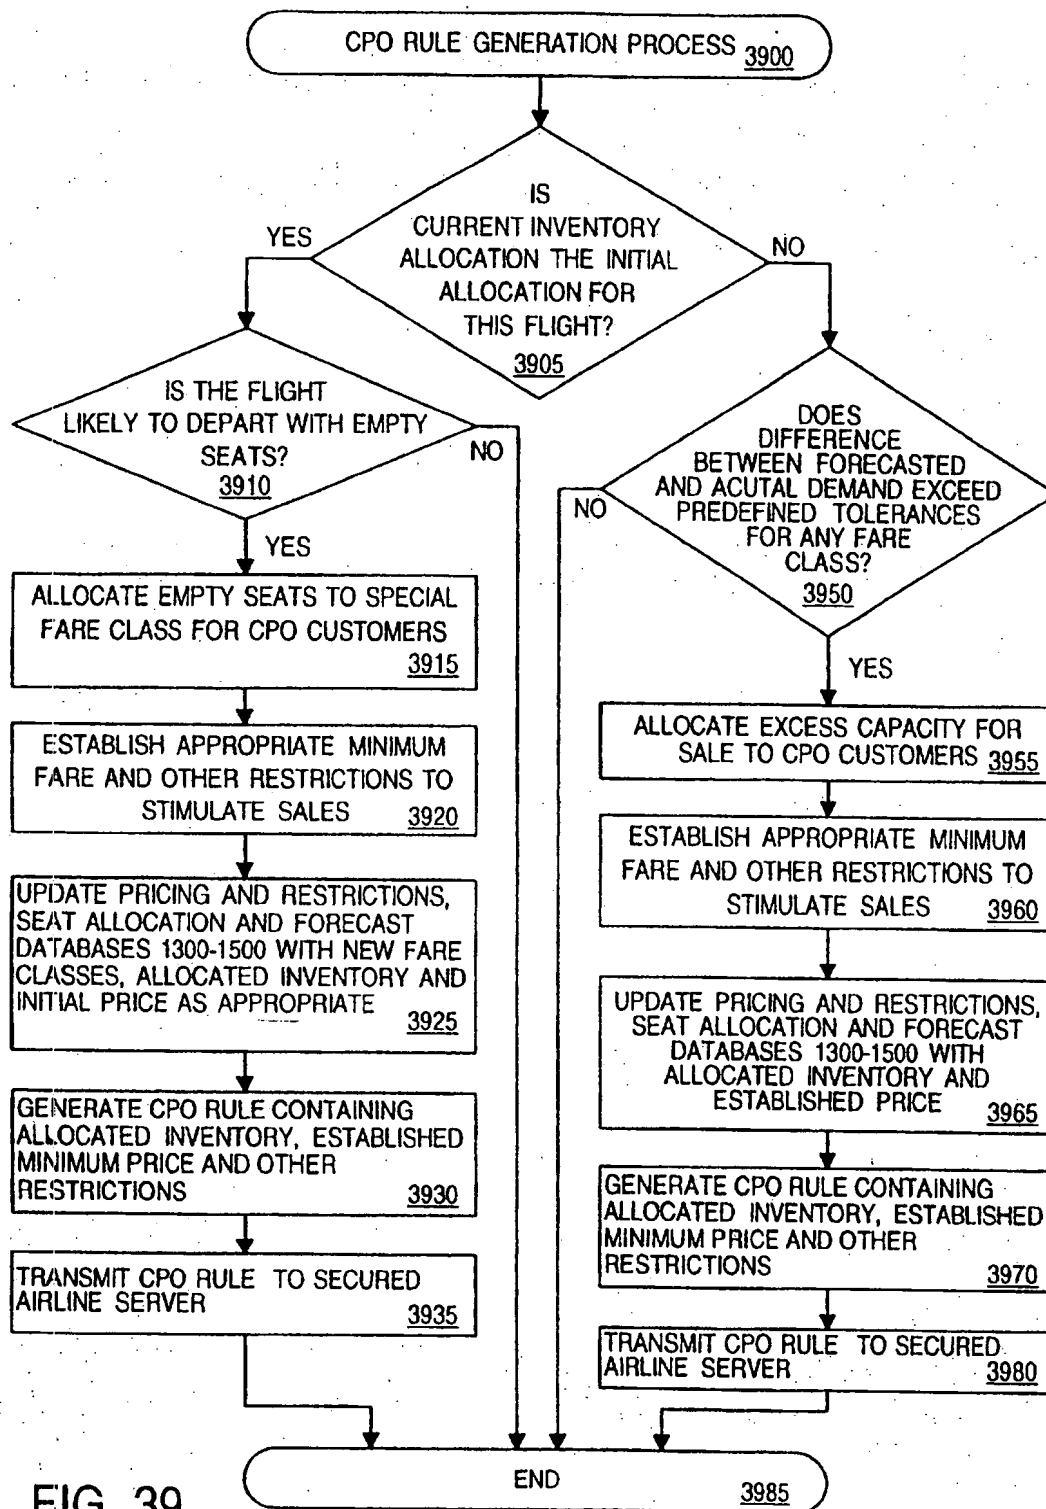 CPO RULE GENERATION PROCESS 3900
IS
CURRENT INVENTORY
ALLOCATION THE INITIAL
ALLOCATION FOR
THIS FLIGHT?
3905
YES
NO
IS THE FLIGHT
LIKELY TO DEPART WITH EMPTY
SEATS?
3910
NO
YES
ALLOCATE EMPTY SEATS TO SPECIAL
FARE CLASS FOR CPO CUSTOMERS
3915
ESTABLISH APPROPRIATE MINIMUM
FARE AND OTHER RESTRICTIONS TO
STIMULATE SALES 3920
UPDATE PRICING AND RESTRICTIONS,
SEAT ALLOCATION AND FORECAST
DATABASES 1300-1500 WITH NEW FARE
CLASSES, ALLOCATED INVENTORY AND
INITIAL PRICE AS APPROPRIATE 3925
GENERATE CPO RULE CONTAINING
ALLOCATED INVENTORY, ESTABLISHED
MINIMUM PRICE AND OTHER
RESTRICTIONS 3930
TRANSMIT CPO RULE TO SECURED
AIRLINE SERVER 3935
DOES
DIFFERENCE
BETWEEN FORECASTED
AND ACUTAL DEMAND EXCEED
PREDEFINED TOLERANCES
FOR ANY FARE
CLASS?
3950
NO
YES
ALLOCATE EXCESS CAPACITY FOR
SALE TO CPO CUSTOMERS 3955
ESTABLISH APPROPRIATE MINIMUM
FARE AND OTHER RESTRICTIONS TO
STIMULATE SALES 3960
UPDATE PRICING AND RESTRICTIONS,
SEAT ALLOCATION AND FORECAST
DATABASES 1300-1500 WITH
ALLOCATED INVENTORY AND
ESTABLISHED PRICE 3965
GENERATE CPO RULE CONTAINING
ALLOCATED INVENTORY, ESTABLISHED
MINIMUM PRICE AND OTHER
RESTRICTIONS 3970
TRANSMIT CPO RULE TO SECURED
AIRLINE SERVER 3980
END 3985
FIG. 39